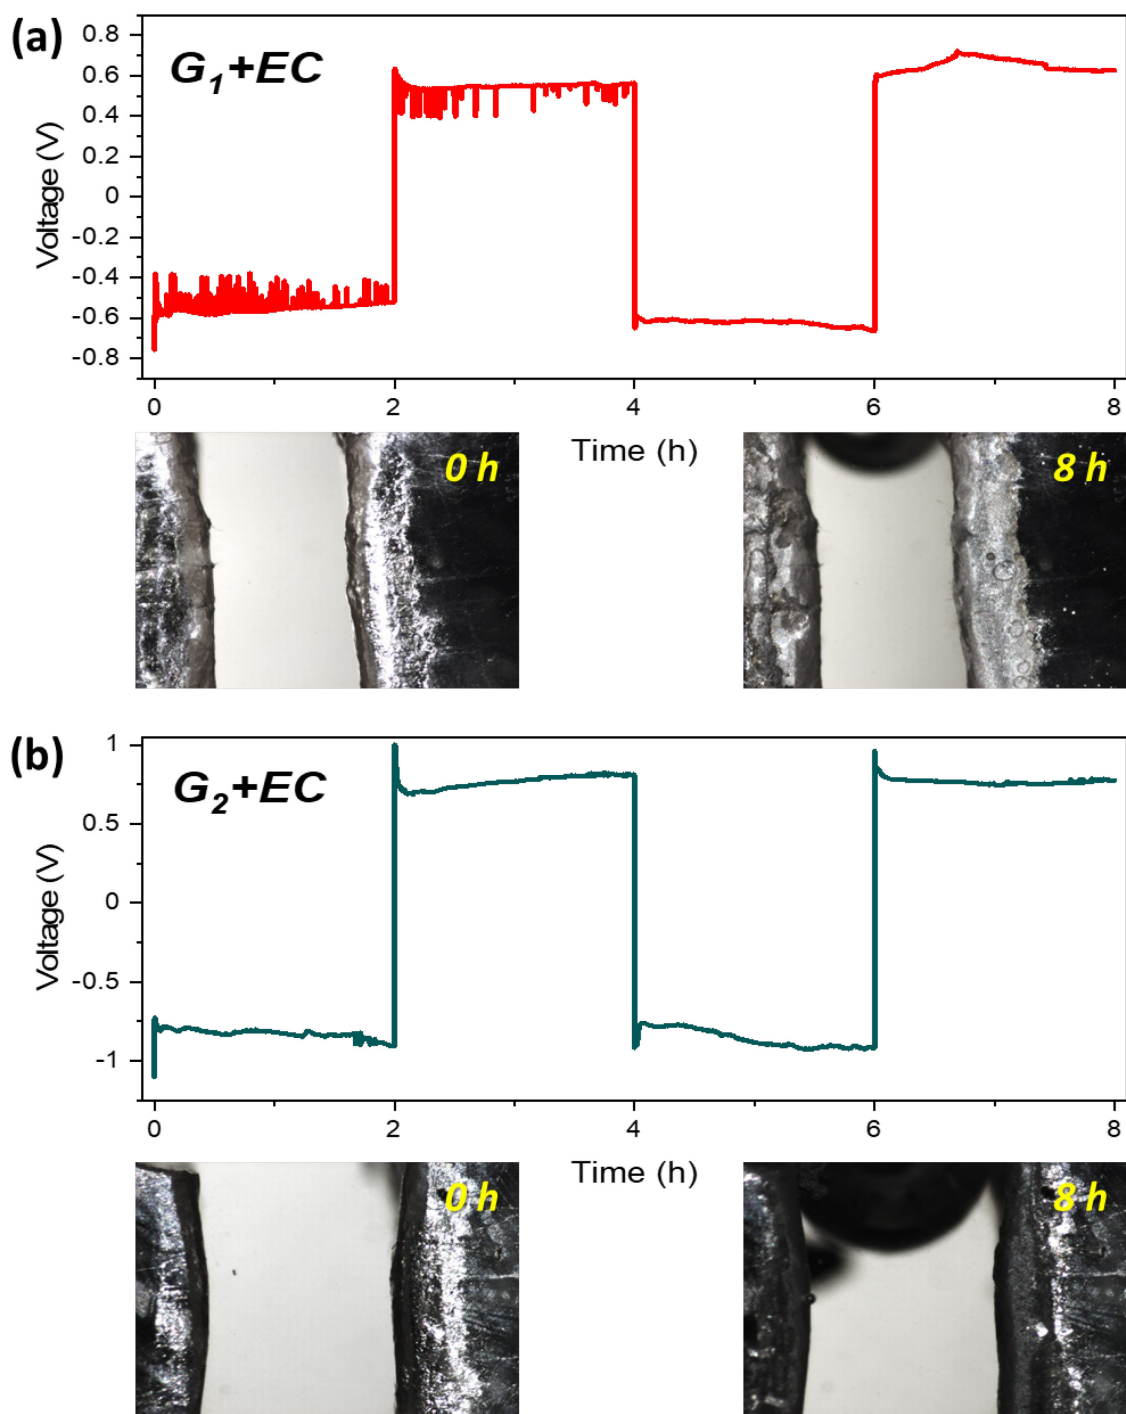 (a)
G₁+EC
Voltage (V)
0.8
0.6
0.4
0.2
0
-0.2
-0.4
-0.6
-0.8
0 2 4 6 8
Time (h)
0 h
8 h
(b)
G₂+EC
Voltage (V)
1
0.5
0
-0.5
-1
0 2 4 6 8
Time (h)
0 h
8 h